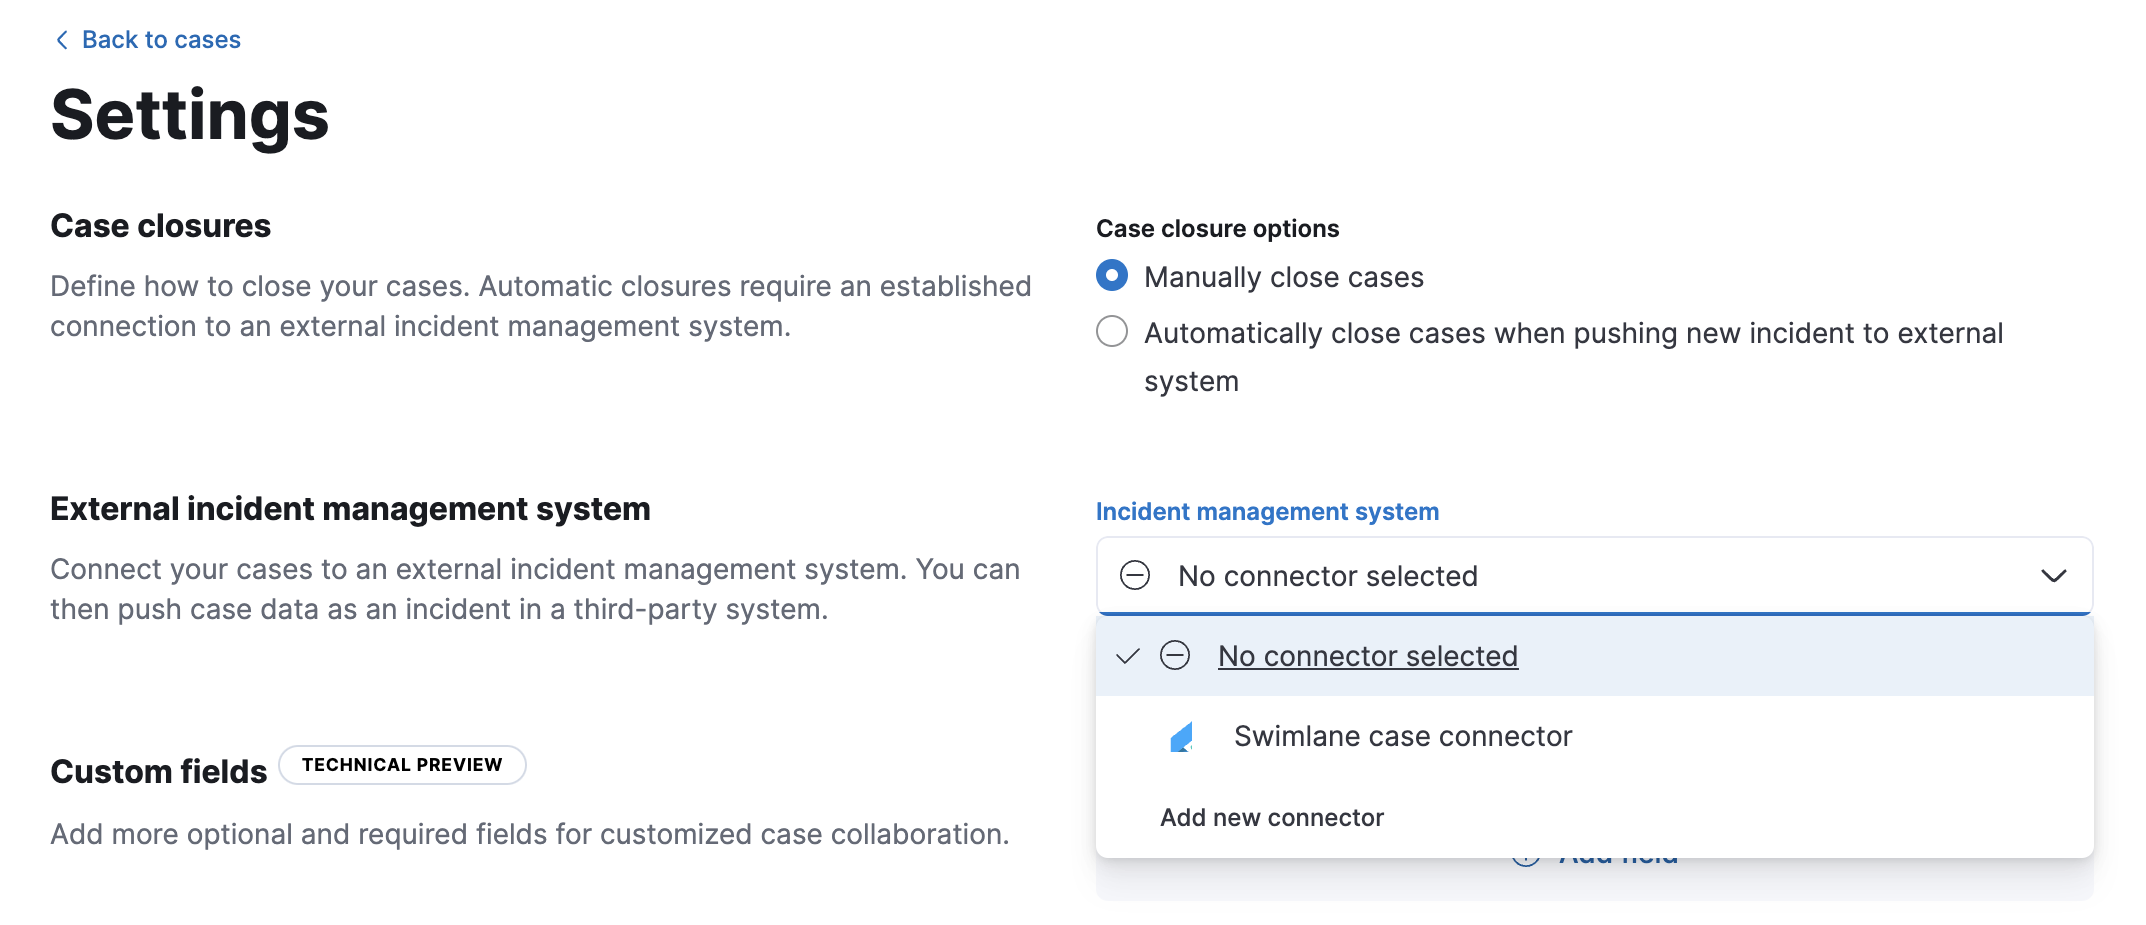 Back to cases
Settings
Case closures
Define how to close your cases. Automatic closures require an established
connection to an external incident management system.
Case closure options
Manually close cases
Automatically close cases when pushing new incident to external
system
External incident management system
Connect your cases to an external incident management system. You can
then push case data as an incident in a third-party system.
Incident management system
No connector selected
No connector selected
Swimlane case connector
Add new connector
Custom fields TECHNICAL PREVIEW
Add more optional and required fields for customized case collaboration.
Add field